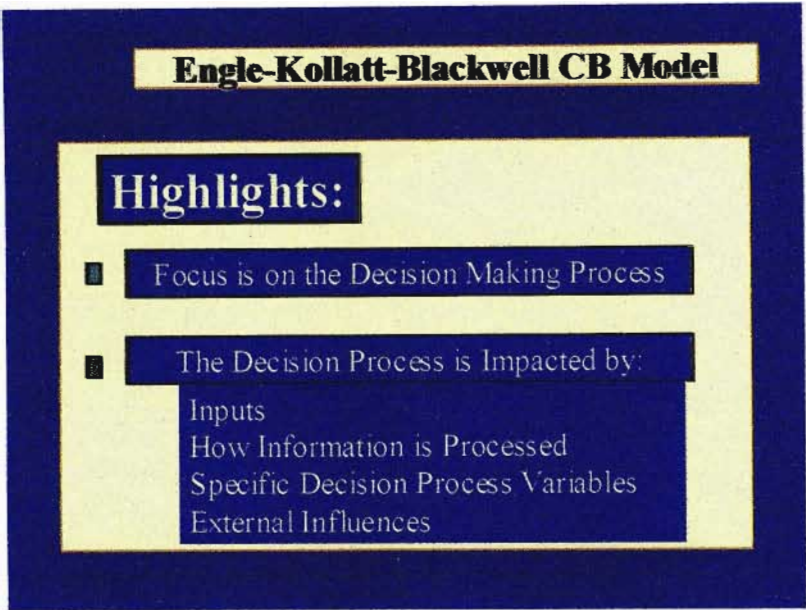 Engle-Kollatt-Blackwell CB Model
Highlights:
Focus is on the Decision Making Process
The Decision Process is Impacted by:
Inputs
How Information is Processed
Specific Decision Process Variables
External Influences